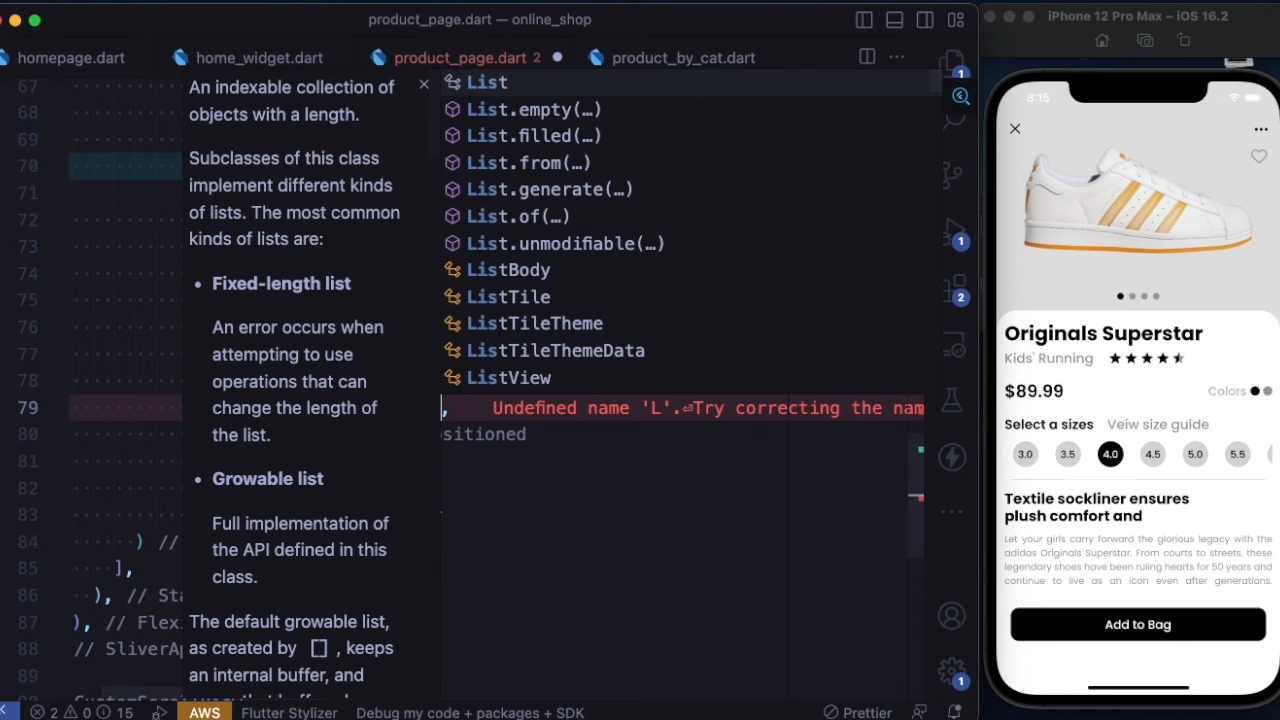 product_page.dart — online_shop
iPhone 12 Pro Max – iOS 16.2
homepage.dart
home_widget.dart
product_page.dart 2
product_by_cat.dart
67
68
69
70
71
72
73
74
75
76
77
78
79
80
81
82
83
84
85
86
87
88
An indexable collection of
objects with a length.
Subclasses of this class
implement different kinds
of lists. The most common
kinds of lists are:
• Fixed-length list
An error occurs when
attempting to use
operations that can
change the length of
the list.
• Growable list
Full implementation of
the API defined in this
class.
The default growable list,
as created by [] , keeps
an internal buffer, and
List
List.empty(…)
List.filled(…)
List.from(…)
List.generate(…)
List.of(…)
List.unmodifiable(…)
ListBody
ListTile
ListTileTheme
ListTileThemeData
ListView
, Undefined name 'L'.⏎Try correcting the nam
sitioned
) //
],
), // Sta
), // Flex
// SliverAp
1
1
2
1
2 0 15
AWS
Flutter Stylizer
Debug my code + packages + SDK
Prettier
8:15
Originals Superstar
Kids' Running
$89.99
Colors
Select a sizes
Veiw size guide
3.0 3.5 4.0 4.5 5.0 5.5
Textile sockliner ensures
plush comfort and
Let your girls carry forward the glorious legacy with the
adidas Originals Superstar. From courts to streets, these
legendary shoes have been ruling hearts for 50 years and
continue to live as an icon even after generations.
Add to Bag